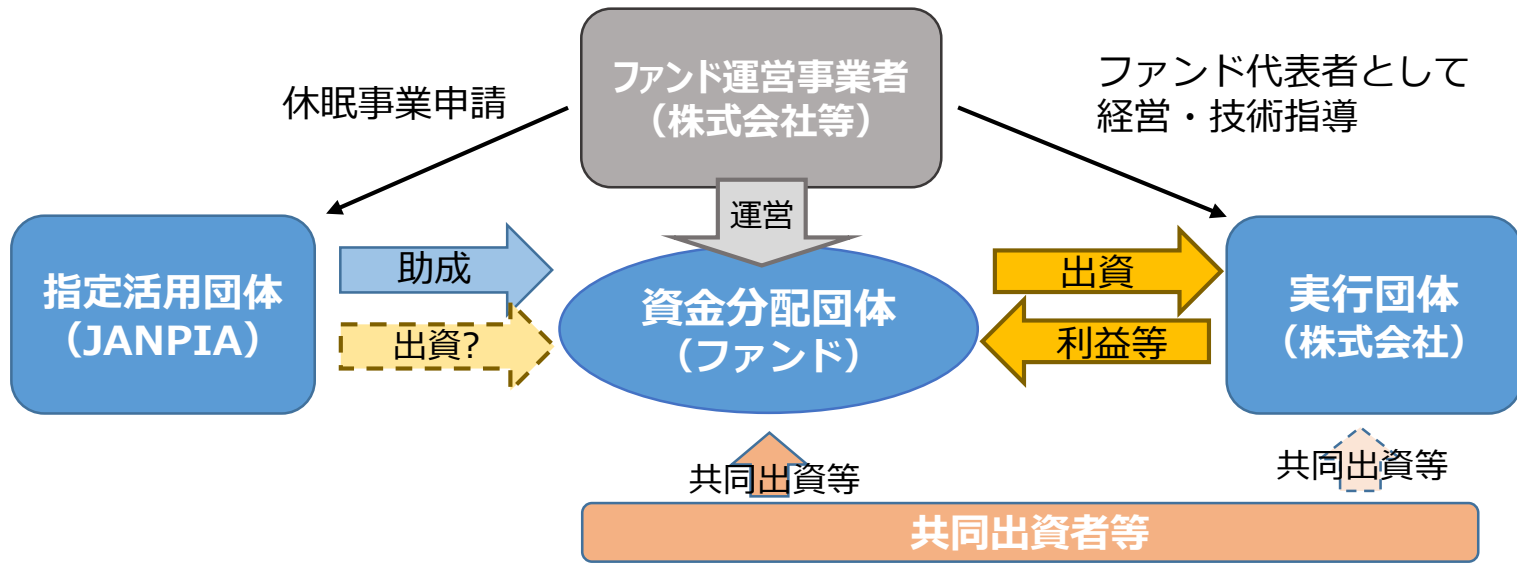 ファンド運営事業者
（株式会社等）
休眠事業申請
ファンド代表者として
経営・技術指導
運営
指定活用団体
（JANPIA）
助成
出資?
資金分配団体
（ファンド）
出資
利益等
実行団体
（株式会社）
共同出資等
共同出資等
共同出資者等